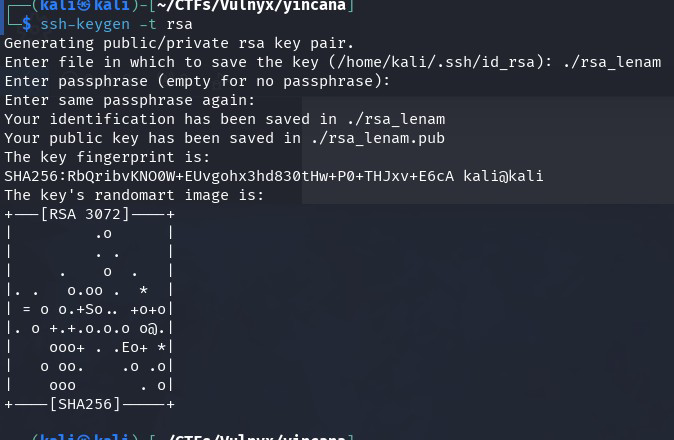 ┌──(kali㉿kali)-[~/CTFs/Vulnyx/yincana]
└─$ ssh-keygen -t rsa
Generating public/private rsa key pair.
Enter file in which to save the key (/home/kali/.ssh/id_rsa): ./rsa_lenam
Enter passphrase (empty for no passphrase):
Enter same passphrase again:
Your identification has been saved in ./rsa_lenam
Your public key has been saved in ./rsa_lenam.pub
The key fingerprint is:
SHA256:RbQribvKNO0W+EUvgohx3hd830tHw+P0+THJxv+E6cA kali@kali
The key's randomart image is:
+---[RSA 3072]----+
|         .o      |
|         . .     |
|     .    o  .   |
|. .   o.oo .  *  |
| = o o.+So.. +o+o|
|. o +.+.o.o.o o@.|
|    ooo+ . .Eo+ *|
|   o oo.    .o .o|
|    ooo       . o|
+----[SHA256]-----+
┌──(kali㉿kali)-[~/CTFs/Vulnyx/yincana]